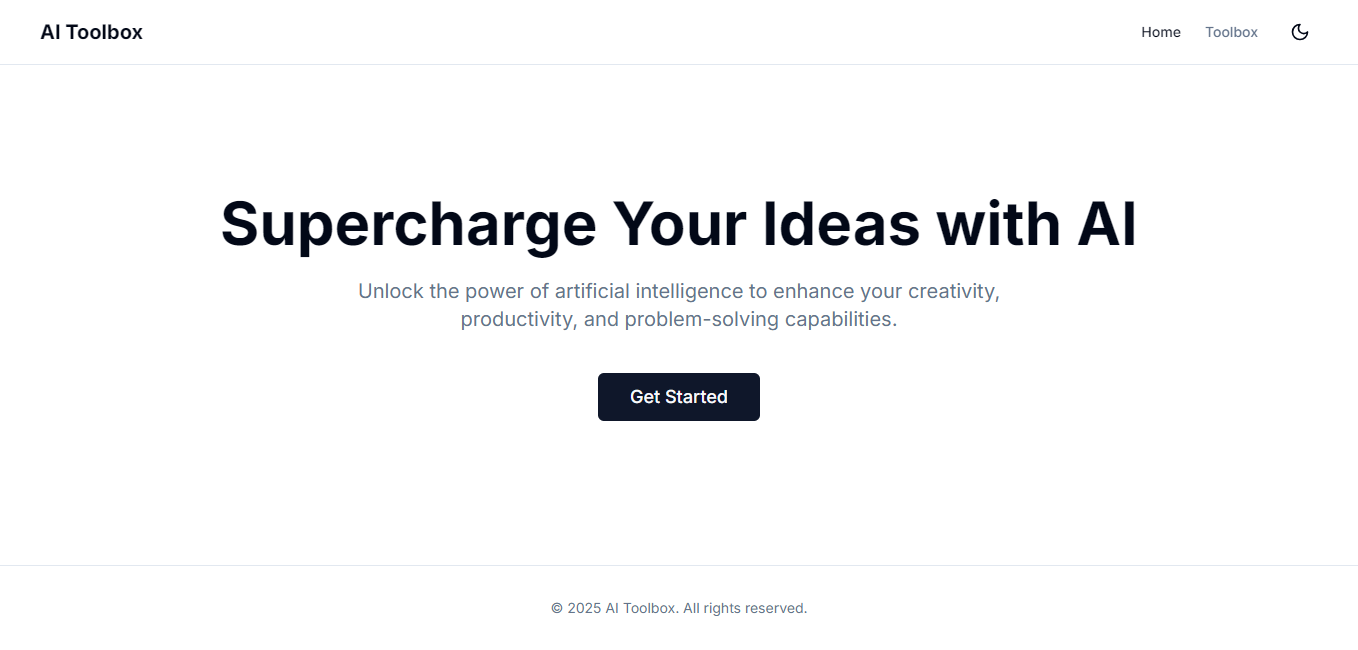 AI Toolbox
Home
Toolbox
Supercharge Your Ideas with AI
Unlock the power of artificial intelligence to enhance your creativity,
productivity, and problem-solving capabilities.
Get Started
© 2025 AI Toolbox. All rights reserved.